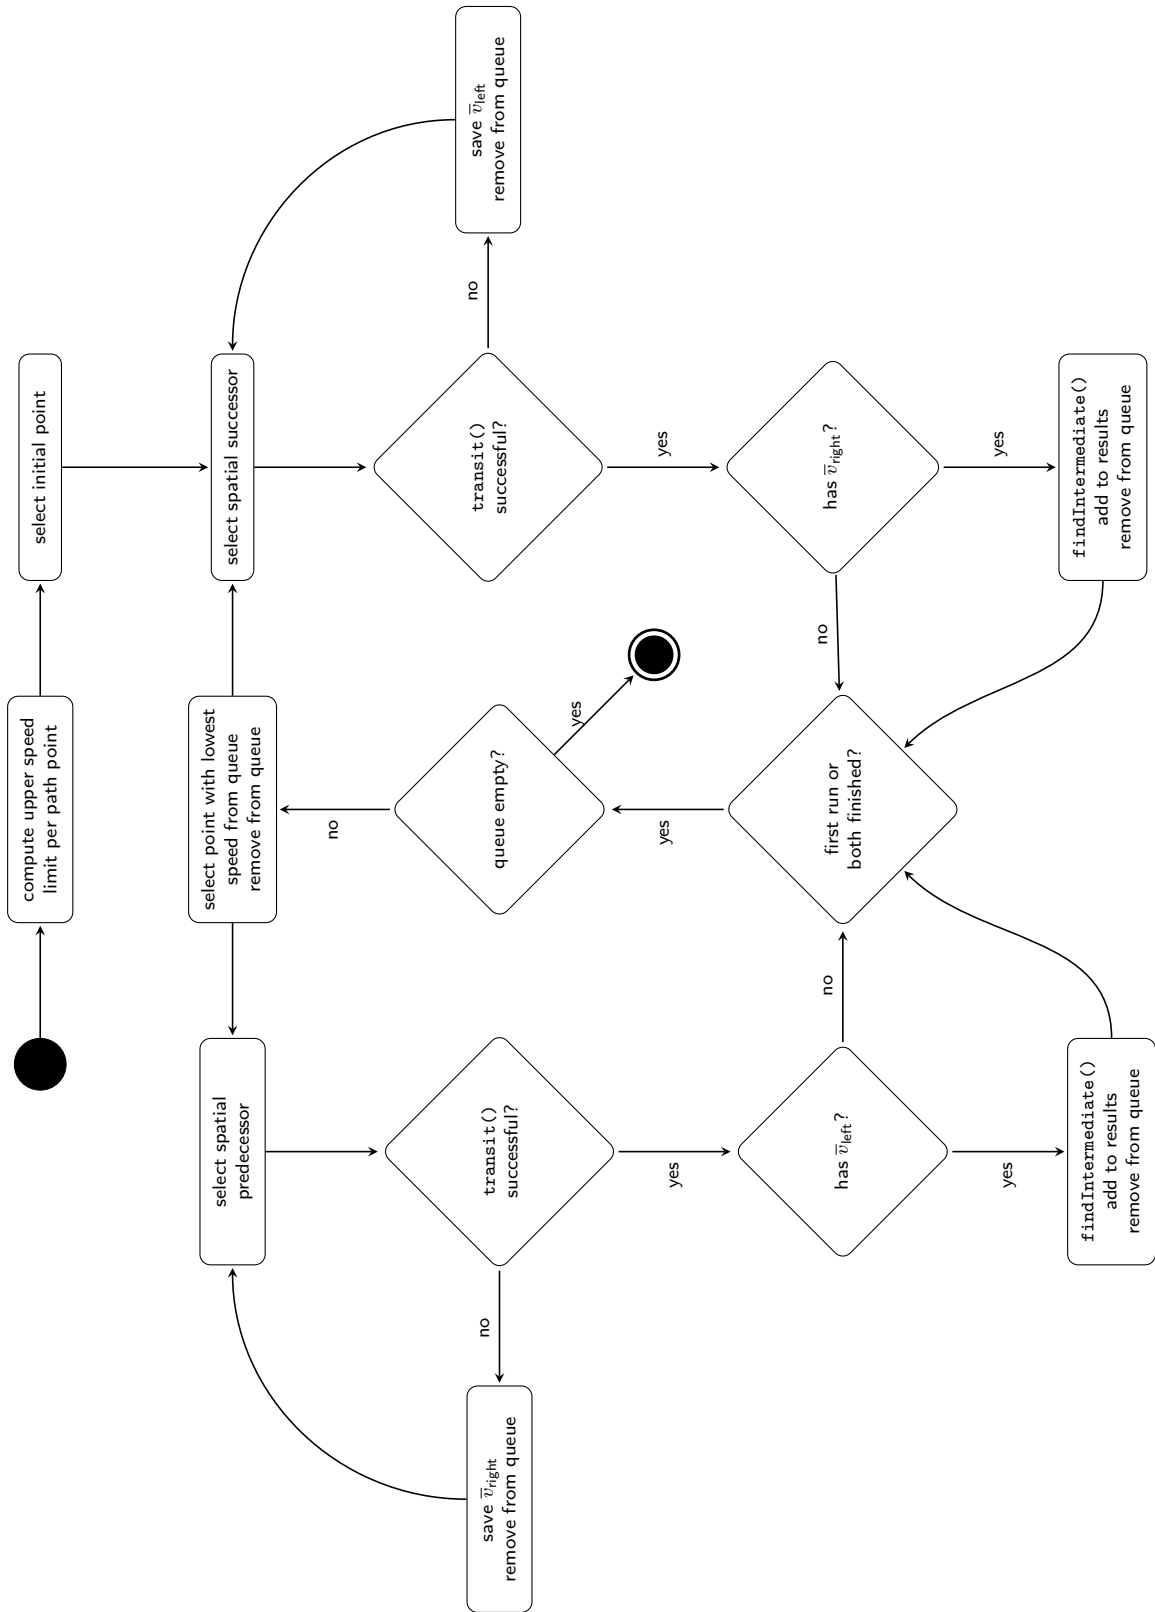 compute upper speed
limit per path point
select initial point
select spatial
predecessor
select point with lowest
speed from queue
remove from queue
select spatial successor
save v̅right
remove from queue
no
transit()
successful?
no
queue empty?
yes
transit()
successful?
no
save v̅left
remove from queue
yes
yes
yes
has v̅left?
no
first run or
both finished?
no
has v̅right?
yes
yes
findIntermediate()
add to results
remove from queue
findIntermediate()
add to results
remove from queue